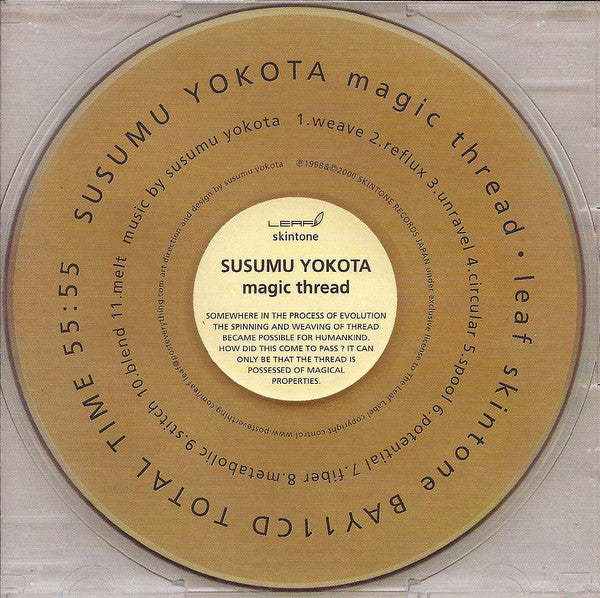 SUSUMU YOKOTA magic thread • leaf skintone BAY11CD TOTAL TIME 55:55
music by susumu yokota 1.weave 2.reflux 3.unravel 4.circular 5.spool 6.potential 7.fiber 8.metabolic 9.stitch 10.blend 11.melt
℗1998&©2000 SKINTONE RECORDS JAPAN under exclusive license to the Leaf Label copyright control www.posteverything.com/leaf leaf@posteverything.com art direction and design by susumu yokota
LEAF
skintone
SUSUMU YOKOTA
magic thread
SOMEWHERE IN THE PROCESS OF EVOLUTION
THE SPINNING AND WEAVING OF THREAD
BECAME POSSIBLE FOR HUMANKIND.
HOW DID THIS COME TO PASS ? IT CAN
ONLY BE THAT THE THREAD IS
POSSESSED OF MAGICAL
PROPERTIES.